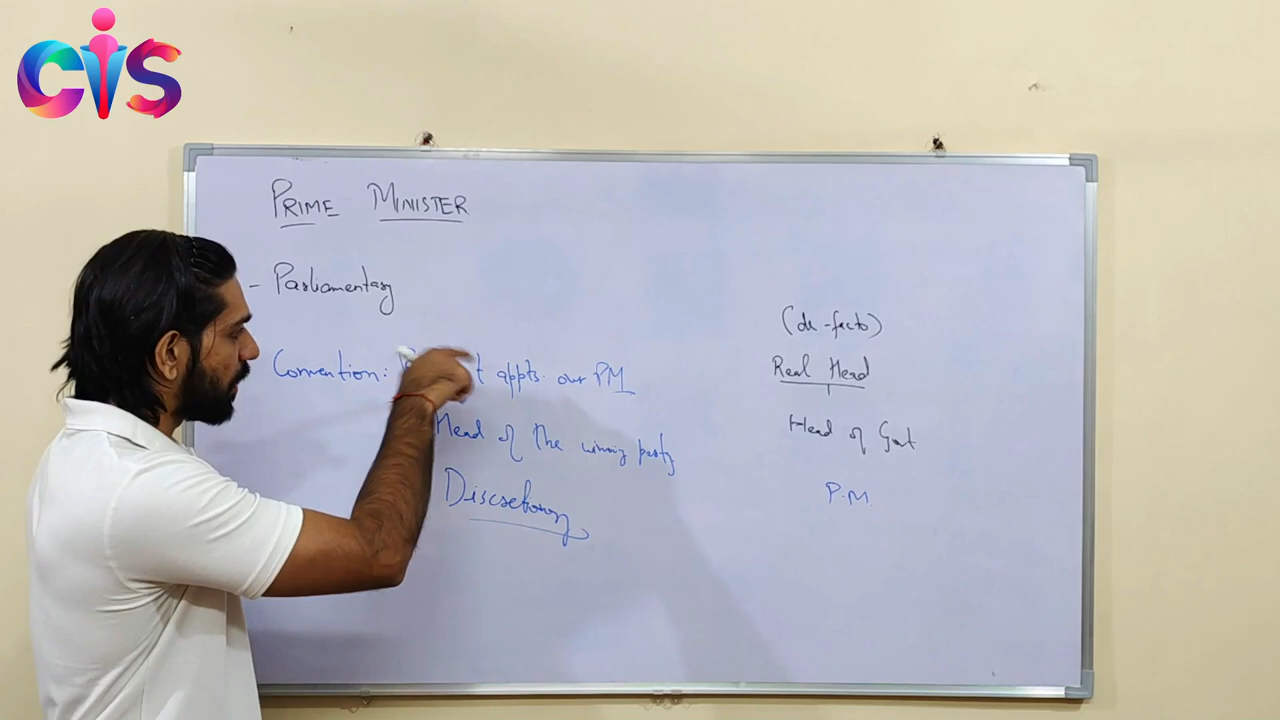 CiS
PRIME MINISTER
- Parliamentary
(de-facto)
Real Head
Convention: appts. our PM
Head of Govt
Head of the winning party
Discretionary
P.M.